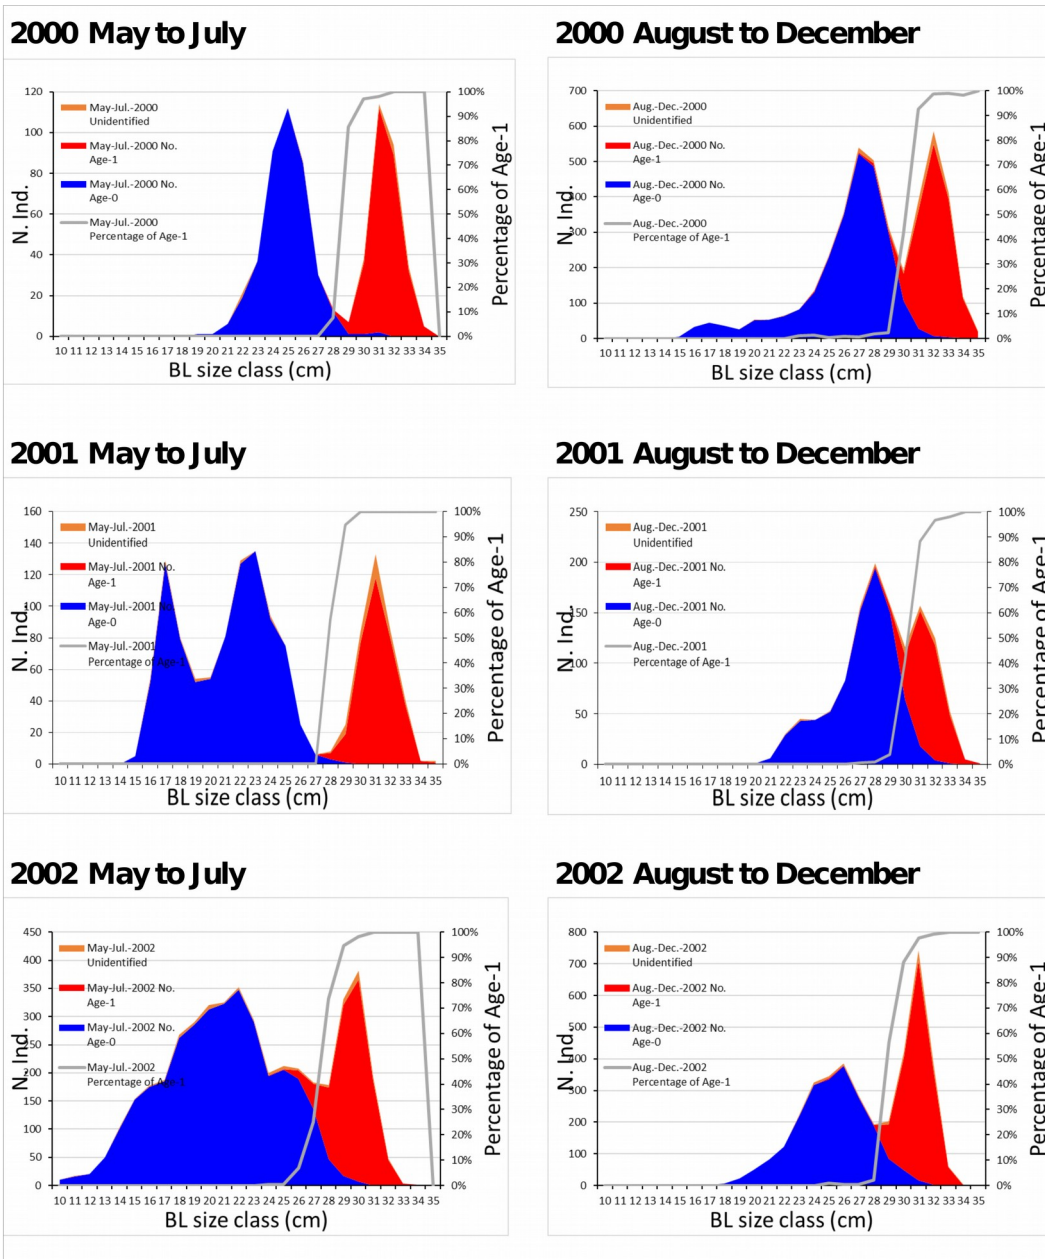 2000 May to July
2000 August to December
120
100
80
60
40
20
0
N. Ind.
May-Jul.-2000
Unidentified
May-Jul.-2000 No.
Age-1
May-Jul.-2000 No.
Age-0
May-Jul.-2000
Percentage of Age-1
100%
90%
80%
70%
60%
50%
40%
30%
20%
10%
0%
Percentage of Age-1
10 11 12 13 14 15 16 17 18 19 20 21 22 23 24 25 26 27 28 29 30 31 32 33 34 35
BL size class (cm)
700
600
500
400
300
200
100
0
N. Ind.
Aug.-Dec.-2000
Unidentified
Aug.-Dec.-2000 No.
Age-1
Aug.-Dec.-2000 No.
Age-0
Aug.-Dec.-2000
Percentage of Age-1
100%
90%
80%
70%
60%
50%
40%
30%
20%
10%
0%
Percentage of Age-1
10 11 12 13 14 15 16 17 18 19 20 21 22 23 24 25 26 27 28 29 30 31 32 33 34 35
BL size class (cm)
2001 May to July
2001 August to December
160
140
120
100
80
60
40
20
0
N. Ind.
May-Jul.-2001
Unidentified
May-Jul.-2001 No.
Age-1
May-Jul.-2001 No.
Age-0
May-Jul.-2001
Percentage of Age-1
100%
90%
80%
70%
60%
50%
40%
30%
20%
10%
0%
Percentage of Age-1
10 11 12 13 14 15 16 17 18 19 20 21 22 23 24 25 26 27 28 29 30 31 32 33 34 35
BL size class (cm)
250
200
150
100
50
0
N. Ind.
Aug.-Dec.-2001
Unidentified
Aug.-Dec.-2001 No.
Age-1
Aug.-Dec.-2001 No.
Age-0
Aug.-Dec.-2001
Percentage of Age-1
100%
90%
80%
70%
60%
50%
40%
30%
20%
10%
0%
Percentage of Age-1
10 11 12 13 14 15 16 17 18 19 20 21 22 23 24 25 26 27 28 29 30 31 32 33 34 35
BL size class (cm)
2002 May to July
2002 August to December
450
400
350
300
250
200
150
100
50
0
N. Ind.
May-Jul.-2002
Unidentified
May-Jul.-2002 No.
Age-1
May-Jul.-2002 No.
Age-0
May-Jul.-2002
Percentage of Age-1
100%
90%
80%
70%
60%
50%
40%
30%
20%
10%
0%
Percentage of Age-1
10 11 12 13 14 15 16 17 18 19 20 21 22 23 24 25 26 27 28 29 30 31 32 33 34 35
BL size class (cm)
800
700
600
500
400
300
200
100
0
N. Ind.
Aug.-Dec.-2002
Unidentified
Aug.-Dec.-2002 No.
Age-1
Aug.-Dec.-2002 No.
Age-0
Aug.-Dec.-2002
Percentage of Age-1
100%
90%
80%
70%
60%
50%
40%
30%
20%
10%
0%
Percentage of Age-1
10 11 12 13 14 15 16 17 18 19 20 21 22 23 24 25 26 27 28 29 30 31 32 33 34 35
BL size class (cm)